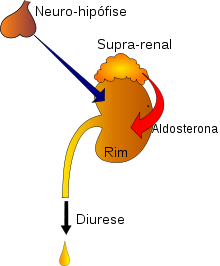 Neuro-hipófise
Supra-renal
Aldosterona
Rim
Diurese